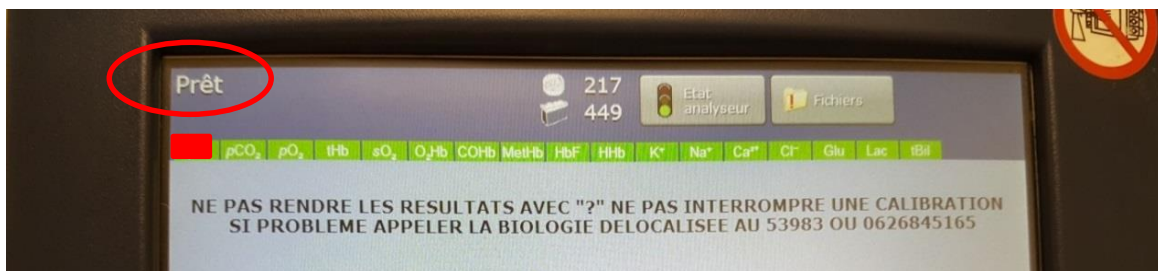 Prêt
217
449
Etat
analyseur
Fichiers
pCO₂ pO₂ tHb sO₂ O₂Hb COHb MetHb HbF HHb K⁺ Na⁺ Ca²⁺ Cl⁻ Glu Lac tBil
NE PAS RENDRE LES RESULTATS AVEC "?" NE PAS INTERROMPRE UNE CALIBRATION
SI PROBLEME APPELER LA BIOLOGIE DELOCALISEE AU 53983 OU 0626845165